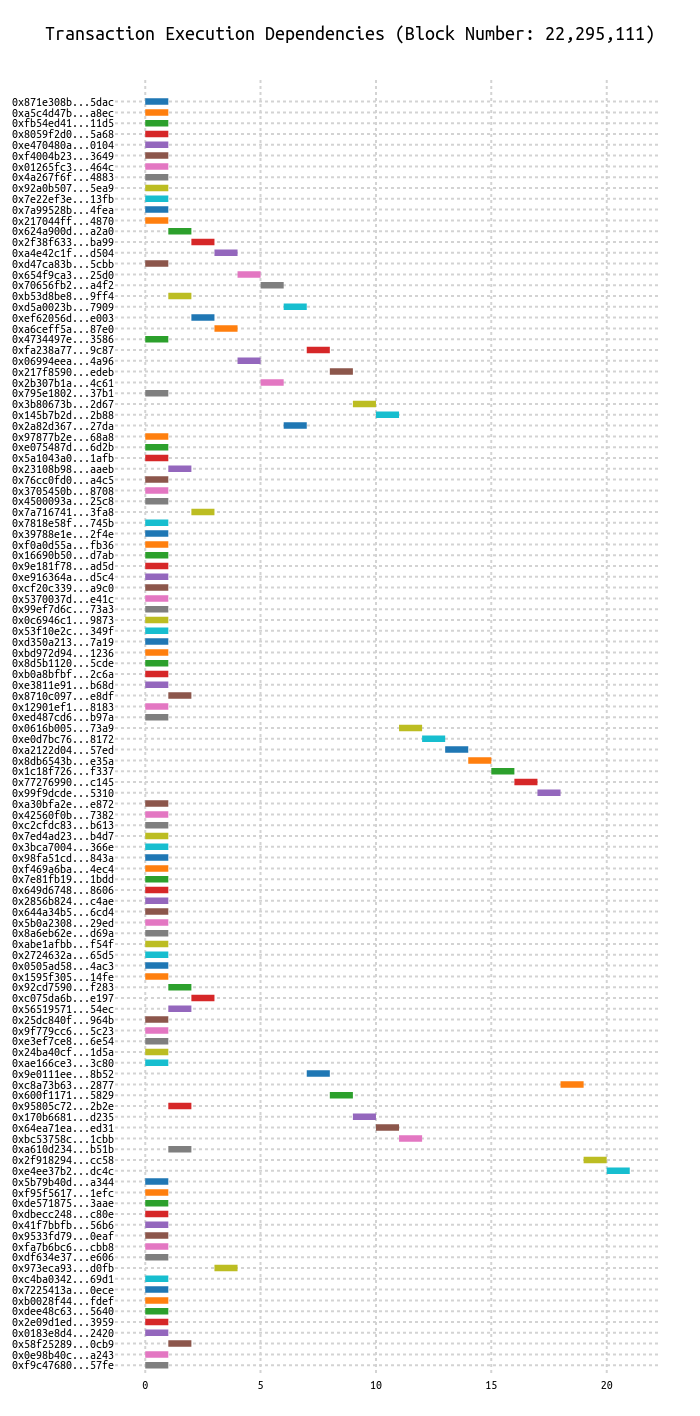 Transaction Execution Dependencies (Block Number: 22,295,111)
0x871e308b...5dac
0xa5c4d47b...a8ec
0xfb54ed41...11d5
0x8059f2d0...5a68
0xe470480a...0104
0xf4004b23...3649
0x01265fc3...464c
0x4a267f6f...4883
0x92a0b507...5ea9
0x7e22ef3e...13fb
0x7a99528b...4fea
0x217044ff...4870
0x624a900d...a2a0
0x2f38f633...ba99
0xa4e42c1f...d504
0xd47ca83b...5cbb
0x654f9ca3...25d0
0x70656fb2...a4f2
0xb53d8be8...9ff4
0xd5a0023b...7909
0xef62056d...e003
0xa6ceff5a...87e0
0x4734497e...3586
0xfa238a77...9c87
0x06994eea...4a96
0x217f8590...edeb
0x2b307b1a...4c61
0x795e1802...37b1
0x3b80673b...2d67
0x145b7b2d...2b88
0x2a82d367...27da
0x97877b2e...68a8
0xe075487d...6d2b
0x5a1043a0...1afb
0x23108b98...aaeb
0x76cc0fd0...a4c5
0x3705450b...8708
0x4500093a...25c8
0x7a716741...3fa8
0x7818e58f...745b
0x39788e1e...2f4e
0xf0a0d55a...fb36
0x16690b50...d7ab
0x9e181f78...ad5d
0xe916364a...d5c4
0xcf20c339...a9c0
0x5370037d...e41c
0x99ef7d6c...73a3
0x0c6946c1...9873
0x53f10e2c...349f
0xd350a213...7a19
0xbd972d94...1236
0x8d5b1120...5cde
0xb0a8bfbf...2c6a
0xe3811e91...b68d
0x8710c097...e8df
0x12901ef1...8183
0xed487cd6...b97a
0x0616b005...73a9
0xe0d7bc76...8172
0xa2122d04...57ed
0x8db6543b...e35a
0x1c18f726...f337
0x77276990...c145
0x99f9dcde...5310
0xa30bfa2e...e872
0x42560f0b...7382
0xc2cfdc83...b613
0x7ed4ad23...b4d7
0x3bca7004...366e
0x98fa51cd...843a
0xf469a6ba...4ec4
0x7e81fb19...1bdd
0x649d6748...8606
0x2856b824...c4ae
0x644a34b5...6cd4
0x5b0a2308...29ed
0x8a6eb62e...d69a
0xabe1afbb...f54f
0x2724632a...65d5
0x0505ad58...4ac3
0x1595f305...14fe
0x92cd7590...f283
0xc075da6b...e197
0x56519571...54ec
0x25dc840f...964b
0x9f779cc6...5c23
0xe3ef7ce8...6e54
0x24ba40cf...1d5a
0xae166ce3...3c80
0x9e0111ee...8b52
0xc8a73b63...2877
0x600f1171...5829
0x95805c72...2b2e
0x170b6681...d235
0x64ea71ea...ed31
0xbc53758c...1cbb
0xa610d234...b51b
0x2f918294...cc58
0xe4ee37b2...dc4c
0x5b79b40d...a344
0xf95f5617...1efc
0xde571875...3aae
0xdbecc248...c80e
0x41f7bbfb...56b6
0x9533fd79...0eaf
0xfa7b6bc6...cbb8
0xdf634e37...e606
0x973eca93...d0fb
0xc4ba0342...69d1
0x7225413a...0ece
0xb0028f44...fdef
0xdee48c63...5640
0x2e09d1ed...3959
0x0183e8d4...2420
0x58f25289...0cb9
0x0e98b40c...a243
0xf9c47680...57fe
0 5 10 15 20